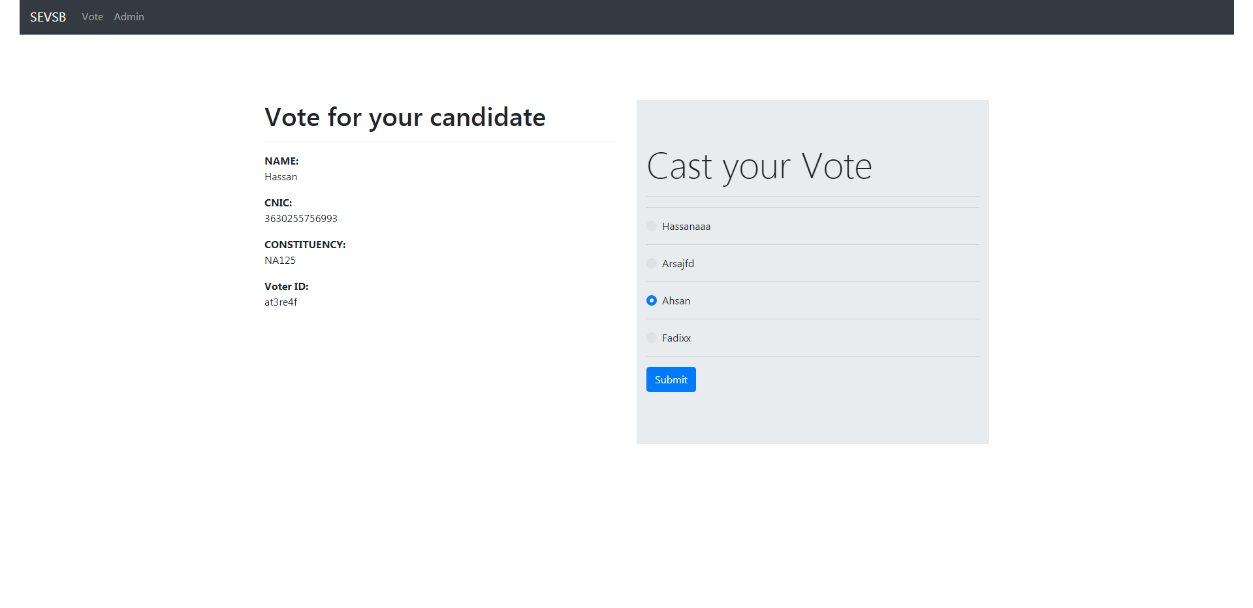 SEVSB Vote Admin
Vote for your candidate
NAME:
Hassan
CNIC:
3630255756993
CONSTITUENCY:
NA125
Voter ID:
at3re4f
Cast your Vote
Hassanaaa
Arsajfd
Ahsan
Fadixx
Submit